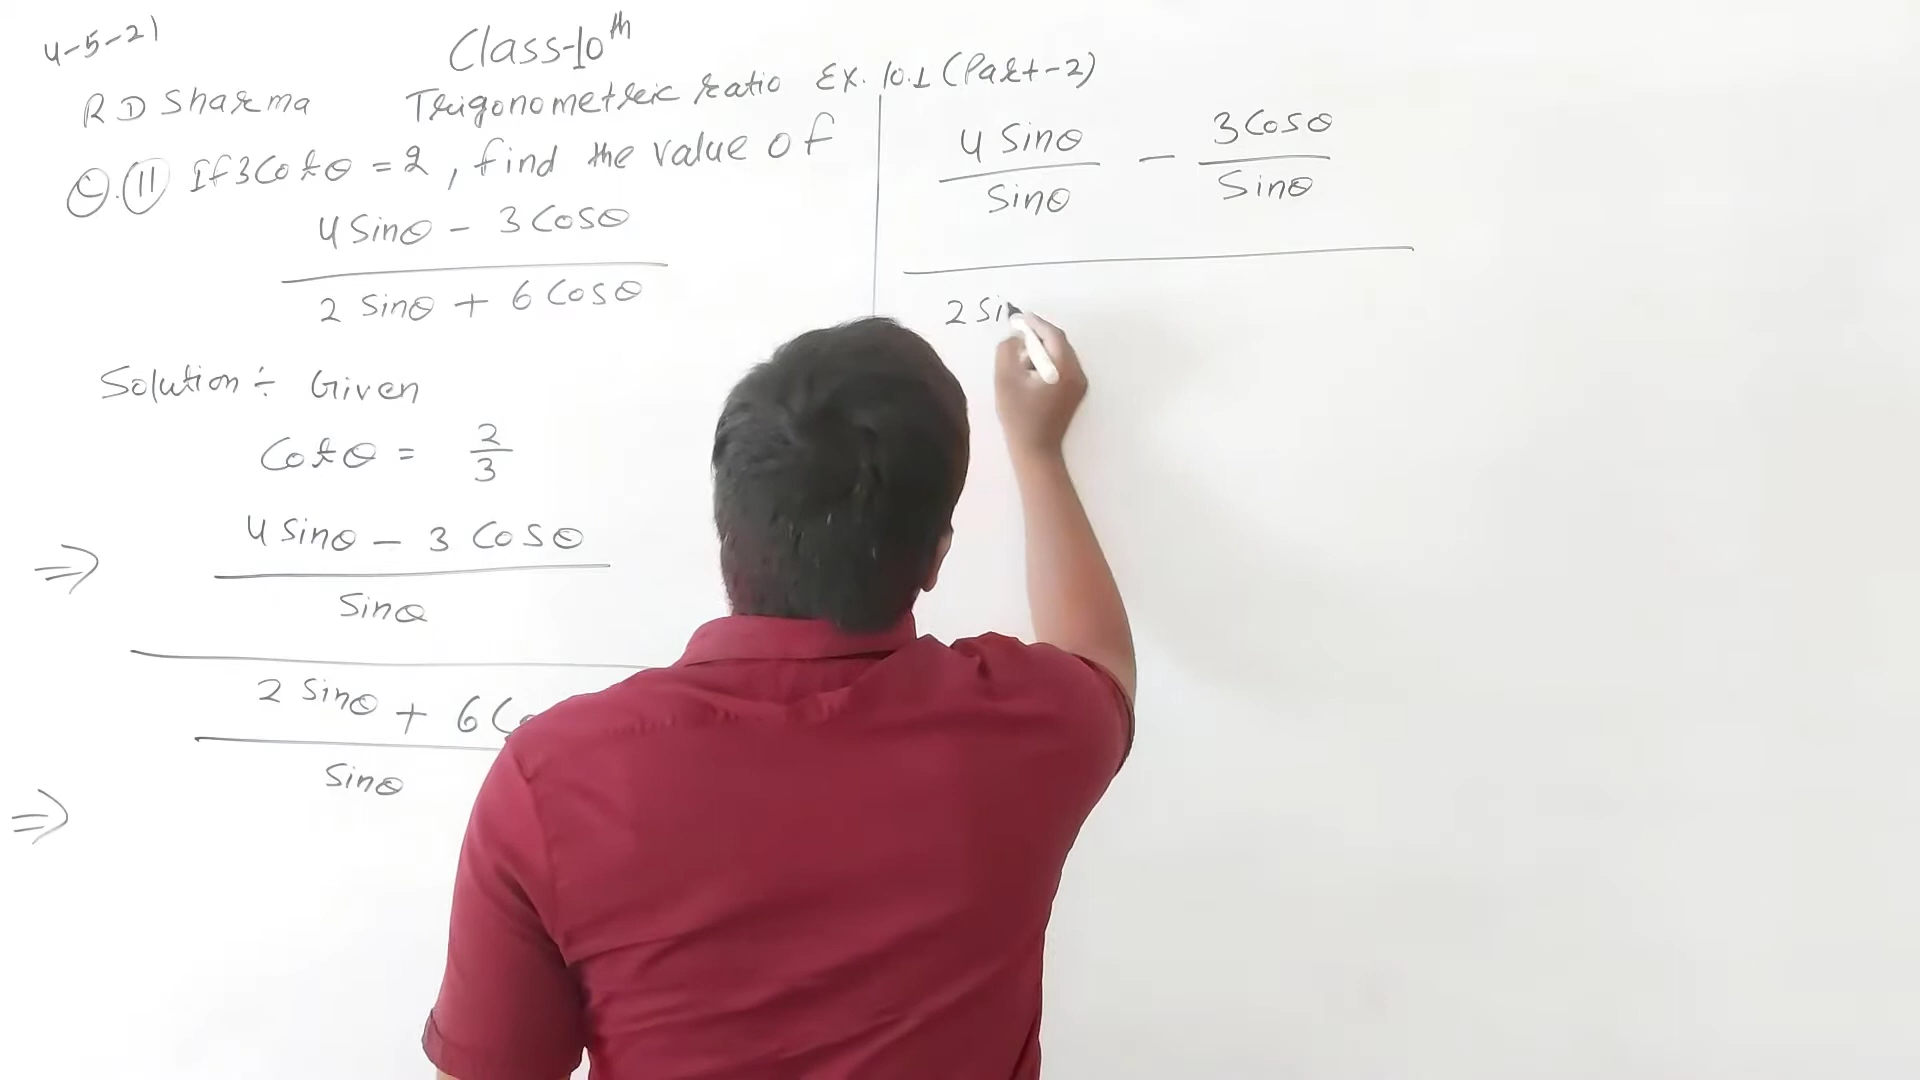 4-5-21
Class-10th
R D Sharma Trigonometric ratio Ex. 10.1 (Part-2)
Q.11 If 3Cotθ = 2, find the value of
4 Sinθ - 3 Cosθ
2 Sinθ + 6 Cosθ
Solution÷ Given
Cotθ = 2/3
⇒ 4 Sinθ - 3 Cosθ
Sinθ
2 Sinθ + 6 Co
Sinθ
⇒
4 Sinθ - 3 Cosθ
Sinθ Sinθ
2 Si